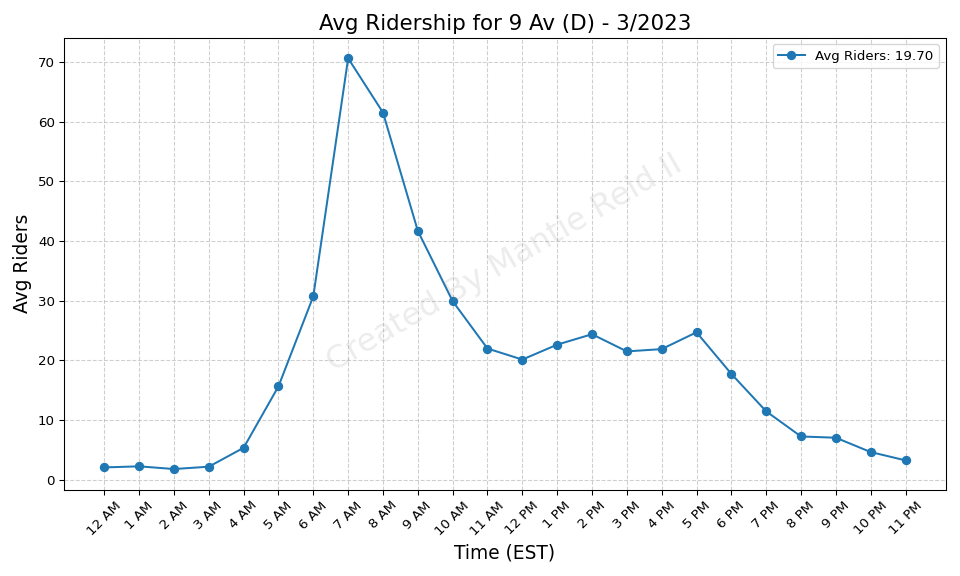 Avg Ridership for 9 Av (D) - 3/2023
Avg Riders: 19.70
Avg Riders
70
60
50
40
30
20
10
0
Created By Mantie Reid II
12 AM 1 AM 2 AM 3 AM 4 AM 5 AM 6 AM 7 AM 8 AM 9 AM 10 AM 11 AM 12 PM 1 PM 2 PM 3 PM 4 PM 5 PM 6 PM 7 PM 8 PM 9 PM 10 PM 11 PM
Time (EST)